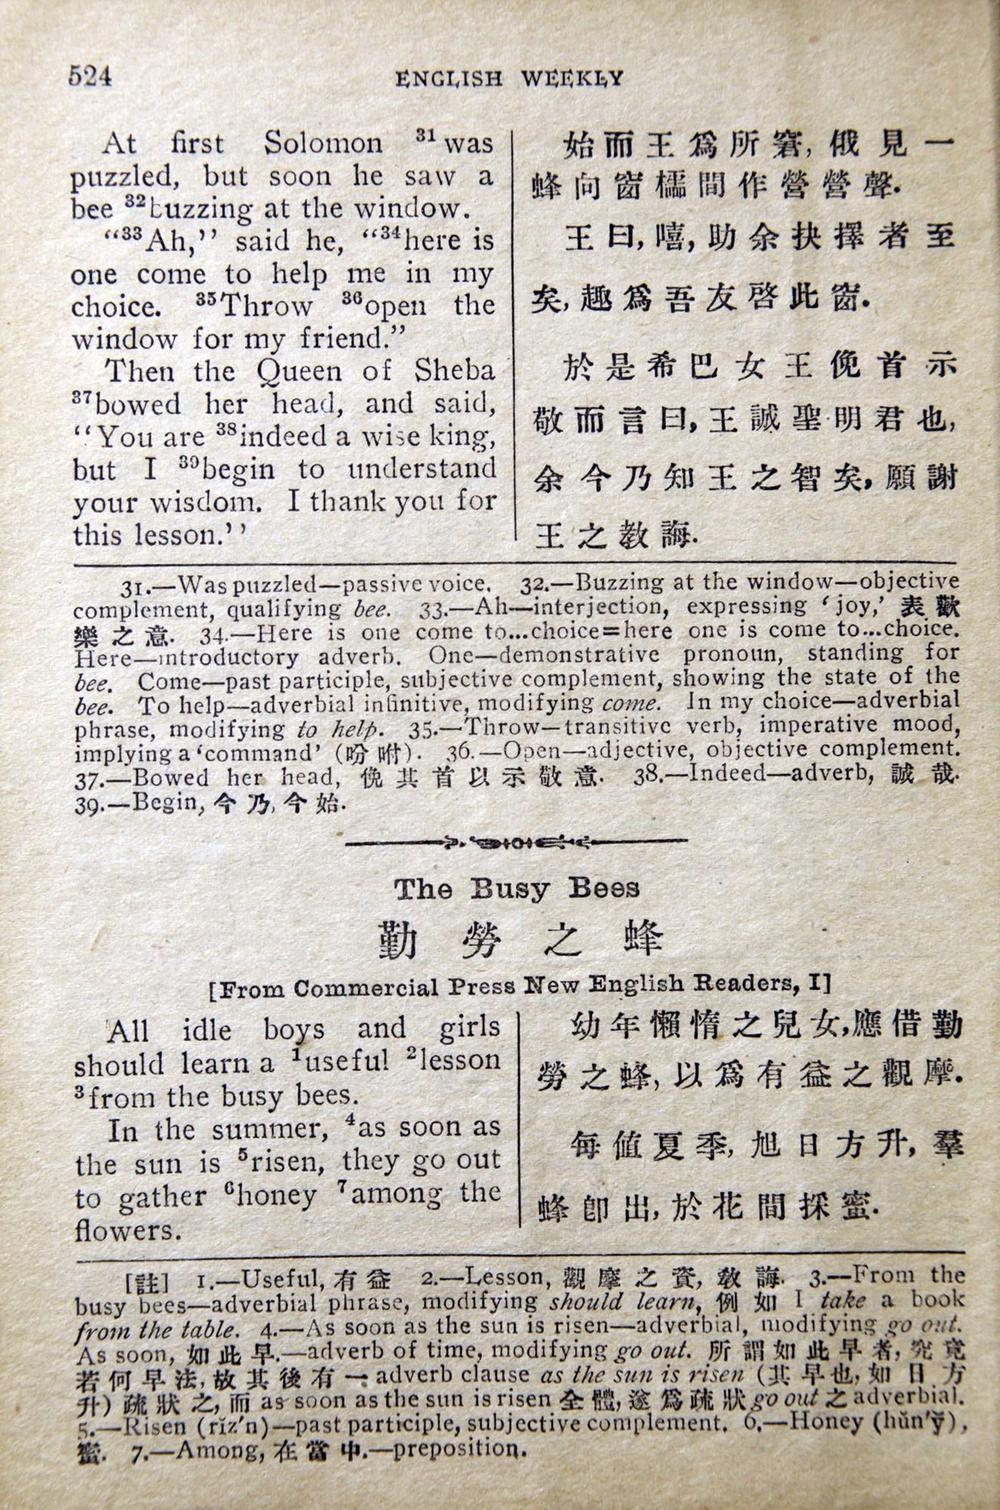 524
ENGLISH WEEKLY
At first Solomon ³¹was
puzzled, but soon he saw a
bee ³²buzzing at the window.
“³³Ah,” said he, “³⁴here is
one come to help me in my
choice. ³⁵Throw ³⁶open the
window for my friend.”
Then the Queen of Sheba
³⁷bowed her head, and said,
“You are ³⁸indeed a wise king,
but I ³⁹begin to understand
your wisdom. I thank you for
this lesson.”
始而王爲所窘, 俄見一
蜂向窗櫺間作營營聲.
王曰, 嘻, 助余抉擇者至
矣, 趣爲吾友啓此窗.
於是希巴女王俛首示
敬而言曰, 王誠聖明君也,
余今乃知王之智矣, 願謝
王之敎誨.
31.—Was puzzled—passive voice. 32.—Buzzing at the window—objective
complement, qualifying bee. 33.—Ah—interjection, expressing ‘joy,’ 表歡
樂之意. 34.—Here is one come to...choice=here one is come to...choice.
Here—introductory adverb. One—demonstrative pronoun, standing for
bee. Come—past participle, subjective complement, showing the state of the
bee. To help—adverbial infinitive, modifying come. In my choice—adverbial
phrase, modifying to help. 35.—Throw—transitive verb, imperative mood,
implying a ‘command’ (吩咐). 36.—Open—adjective, objective complement.
37.—Bowed her head, 俛其首以示敬意. 38.—Indeed—adverb, 誠哉.
39.—Begin, 今乃, 今始.
The Busy Bees
勤勞之蜂
[From Commercial Press New English Readers, I]
All idle boys and girls
should learn a ¹useful ²lesson
³from the busy bees.
In the summer, ⁴as soon as
the sun is ⁵risen, they go out
to gather ⁶honey ⁷among the
flowers.
幼年懶惰之兒女, 應借勤
勞之蜂, 以爲有益之觀摩.
每値夏季, 旭日方升, 羣
蜂卽出, 於花間採蜜.
[註] 1.—Useful, 有益 2.—Lesson, 觀摩之資, 敎誨. 3.—From the
busy bees—adverbial phrase, modifying should learn, 例如 I take a book
from the table. 4.—As soon as the sun is risen—adverbial, modifying go out.
As soon, 如此早.—adverb of time, modifying go out. 所謂如此早者, 究竟
若何早法, 故其後有一 adverb clause as the sun is risen (其早也, 如日方
升) 疏狀之, 而 as soon as the sun is risen 全體, 遂爲疏狀 go out 之 adverbial.
5.—Risen (rĭz′n)—past participle, subjective complement. 6.—Honey (hŭn′y̆),
蜜. 7.—Among, 在當中.—preposition.